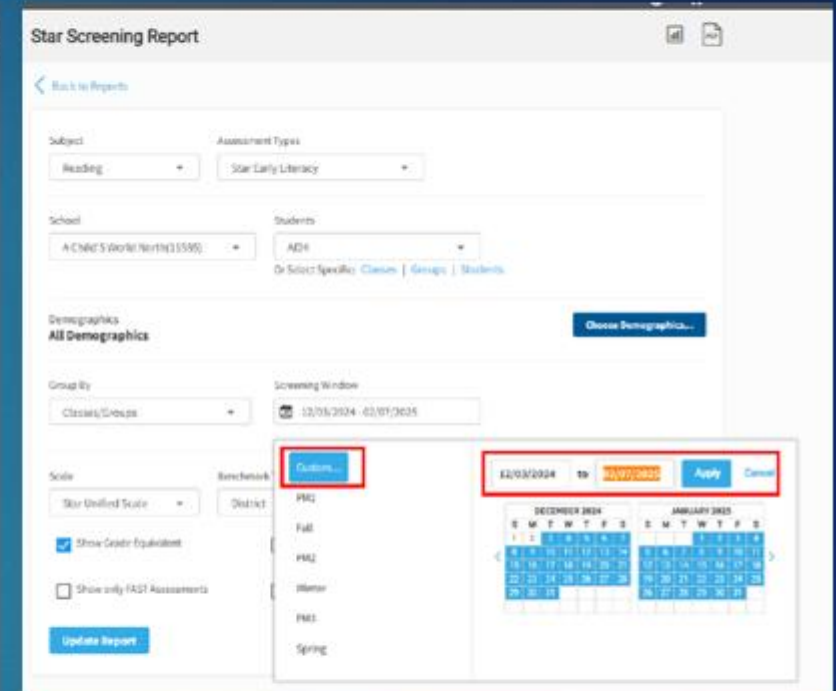 Star Screening Report
Back to Reports
Subject
Assessment Types
Reading
Star Early Literacy
School
Students
A Child'S World North(11595)
Or Select Specific: Classes | Groups | Students
Demographics
All Demographics
Choose Demographics...
Group By
Screening Window
Classes/Groups
12/03/2024 - 02/07/2025
Custom...
12/03/2024 to 02/07/2025 Apply Cancel
Scale
Benchmark
Star Unified Scale
District
PM1
Fall
PM2
Winter
PM3
Spring
DECEMBER 2024
JANUARY 2025
S M T W T F S
S M T W T F S
Show Grade Equivalent
Show only FAST Assessments
Update Report